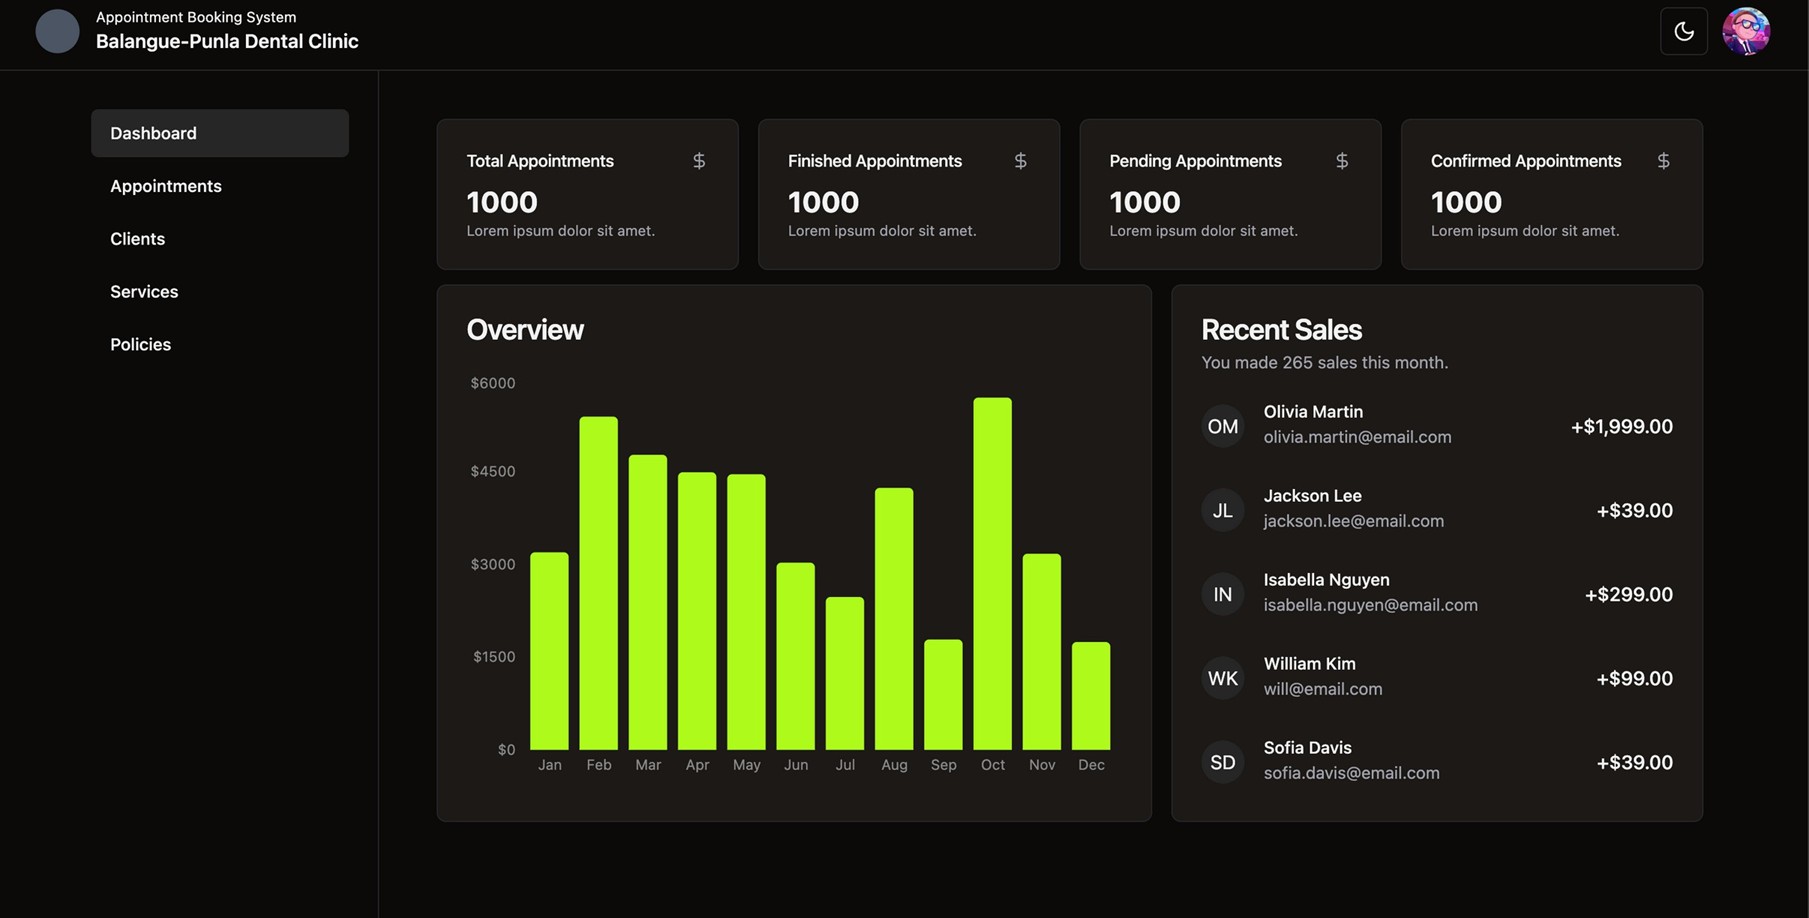 Appointment Booking System
Balangue-Punla Dental Clinic
Dashboard
Appointments
Clients
Services
Policies
Total Appointments $
1000
Lorem ipsum dolor sit amet.
Finished Appointments $
1000
Lorem ipsum dolor sit amet.
Pending Appointments $
1000
Lorem ipsum dolor sit amet.
Confirmed Appointments $
1000
Lorem ipsum dolor sit amet.
Overview
$6000
$4500
$3000
$1500
$0
Jan Feb Mar Apr May Jun Jul Aug Sep Oct Nov Dec
Recent Sales
You made 265 sales this month.
OM
Olivia Martin
olivia.martin@email.com
+$1,999.00
JL
Jackson Lee
jackson.lee@email.com
+$39.00
IN
Isabella Nguyen
isabella.nguyen@email.com
+$299.00
WK
William Kim
will@email.com
+$99.00
SD
Sofia Davis
sofia.davis@email.com
+$39.00